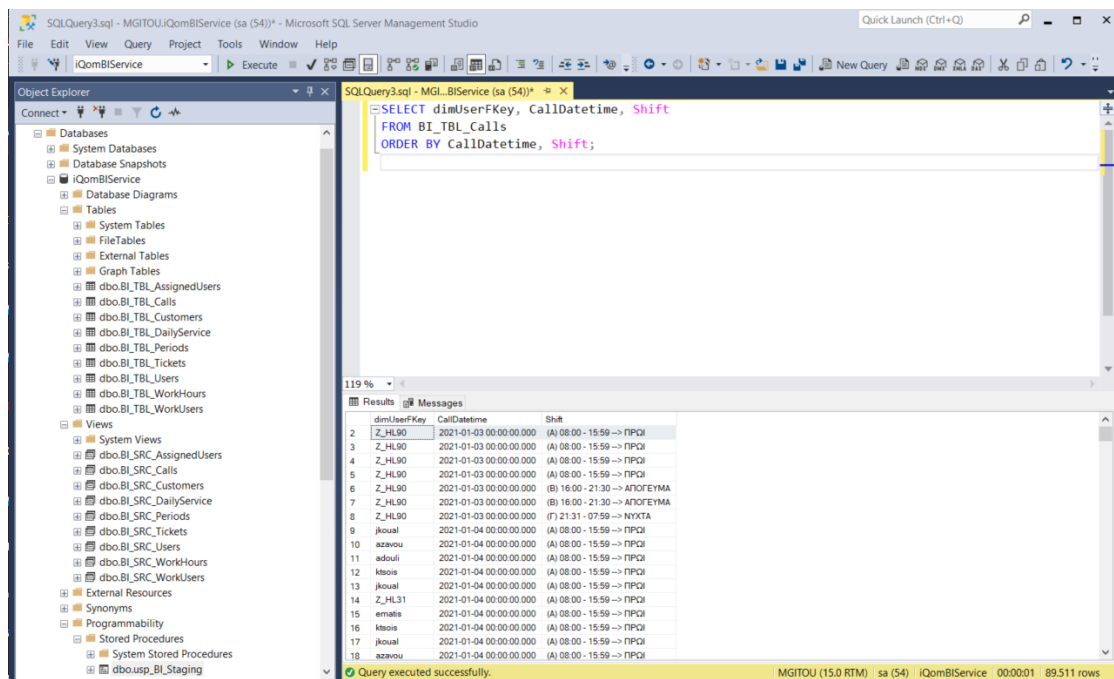 SQLQuery3.sql - MGITOU.iQomBIService (sa (54))* - Microsoft SQL Server Management Studio
Quick Launch (Ctrl+Q)
File Edit View Query Project Tools Window Help
iQomBIService Execute New Query
Object Explorer
Connect
Databases
System Databases
Database Snapshots
iQomBIService
Database Diagrams
Tables
System Tables
FileTables
External Tables
Graph Tables
dbo.BI_TBL_AssignedUsers
dbo.BI_TBL_Calls
dbo.BI_TBL_Customers
dbo.BI_TBL_DailyService
dbo.BI_TBL_Periods
dbo.BI_TBL_Tickets
dbo.BI_TBL_Users
dbo.BI_TBL_WorkHours
dbo.BI_TBL_WorkUsers
Views
System Views
dbo.BI_SRC_AssignedUsers
dbo.BI_SRC_Calls
dbo.BI_SRC_Customers
dbo.BI_SRC_DailyService
dbo.BI_SRC_Periods
dbo.BI_SRC_Tickets
dbo.BI_SRC_Users
dbo.BI_SRC_WorkHours
dbo.BI_SRC_WorkUsers
External Resources
Synonyms
Programmability
Stored Procedures
System Stored Procedures
dbo.usp_BI_Staging
SQLQuery3.sql - MGI...BIService (sa (54))*
SELECT dimUserFKey, CallDatetime, Shift
FROM BI_TBL_Calls
ORDER BY CallDatetime, Shift;
119 %
Results Messages
dimUserFKey CallDatetime Shift
2 Z_HL90 2021-01-03 00:00:00.000 (A) 08:00 - 15:59 --> ΠΡΩΙ
3 Z_HL90 2021-01-03 00:00:00.000 (A) 08:00 - 15:59 --> ΠΡΩΙ
4 Z_HL90 2021-01-03 00:00:00.000 (A) 08:00 - 15:59 --> ΠΡΩΙ
5 Z_HL90 2021-01-03 00:00:00.000 (A) 08:00 - 15:59 --> ΠΡΩΙ
6 Z_HL90 2021-01-03 00:00:00.000 (B) 16:00 - 21:30 --> ΑΠΟΓΕΥΜΑ
7 Z_HL90 2021-01-03 00:00:00.000 (B) 16:00 - 21:30 --> ΑΠΟΓΕΥΜΑ
8 Z_HL90 2021-01-03 00:00:00.000 (Γ) 21:31 - 07:59 --> ΝΥΧΤΑ
9 jkoual 2021-01-04 00:00:00.000 (A) 08:00 - 15:59 --> ΠΡΩΙ
10 azavou 2021-01-04 00:00:00.000 (A) 08:00 - 15:59 --> ΠΡΩΙ
11 adouli 2021-01-04 00:00:00.000 (A) 08:00 - 15:59 --> ΠΡΩΙ
12 ktsois 2021-01-04 00:00:00.000 (A) 08:00 - 15:59 --> ΠΡΩΙ
13 jkoual 2021-01-04 00:00:00.000 (A) 08:00 - 15:59 --> ΠΡΩΙ
14 Z_HL31 2021-01-04 00:00:00.000 (A) 08:00 - 15:59 --> ΠΡΩΙ
15 ematis 2021-01-04 00:00:00.000 (A) 08:00 - 15:59 --> ΠΡΩΙ
16 ktsois 2021-01-04 00:00:00.000 (A) 08:00 - 15:59 --> ΠΡΩΙ
17 jkoual 2021-01-04 00:00:00.000 (A) 08:00 - 15:59 --> ΠΡΩΙ
18 azavou 2021-01-04 00:00:00.000 (A) 08:00 - 15:59 --> ΠΡΩΙ
Query executed successfully. MGITOU (15.0 RTM) sa (54) iQomBIService 00:00:01 89.511 rows